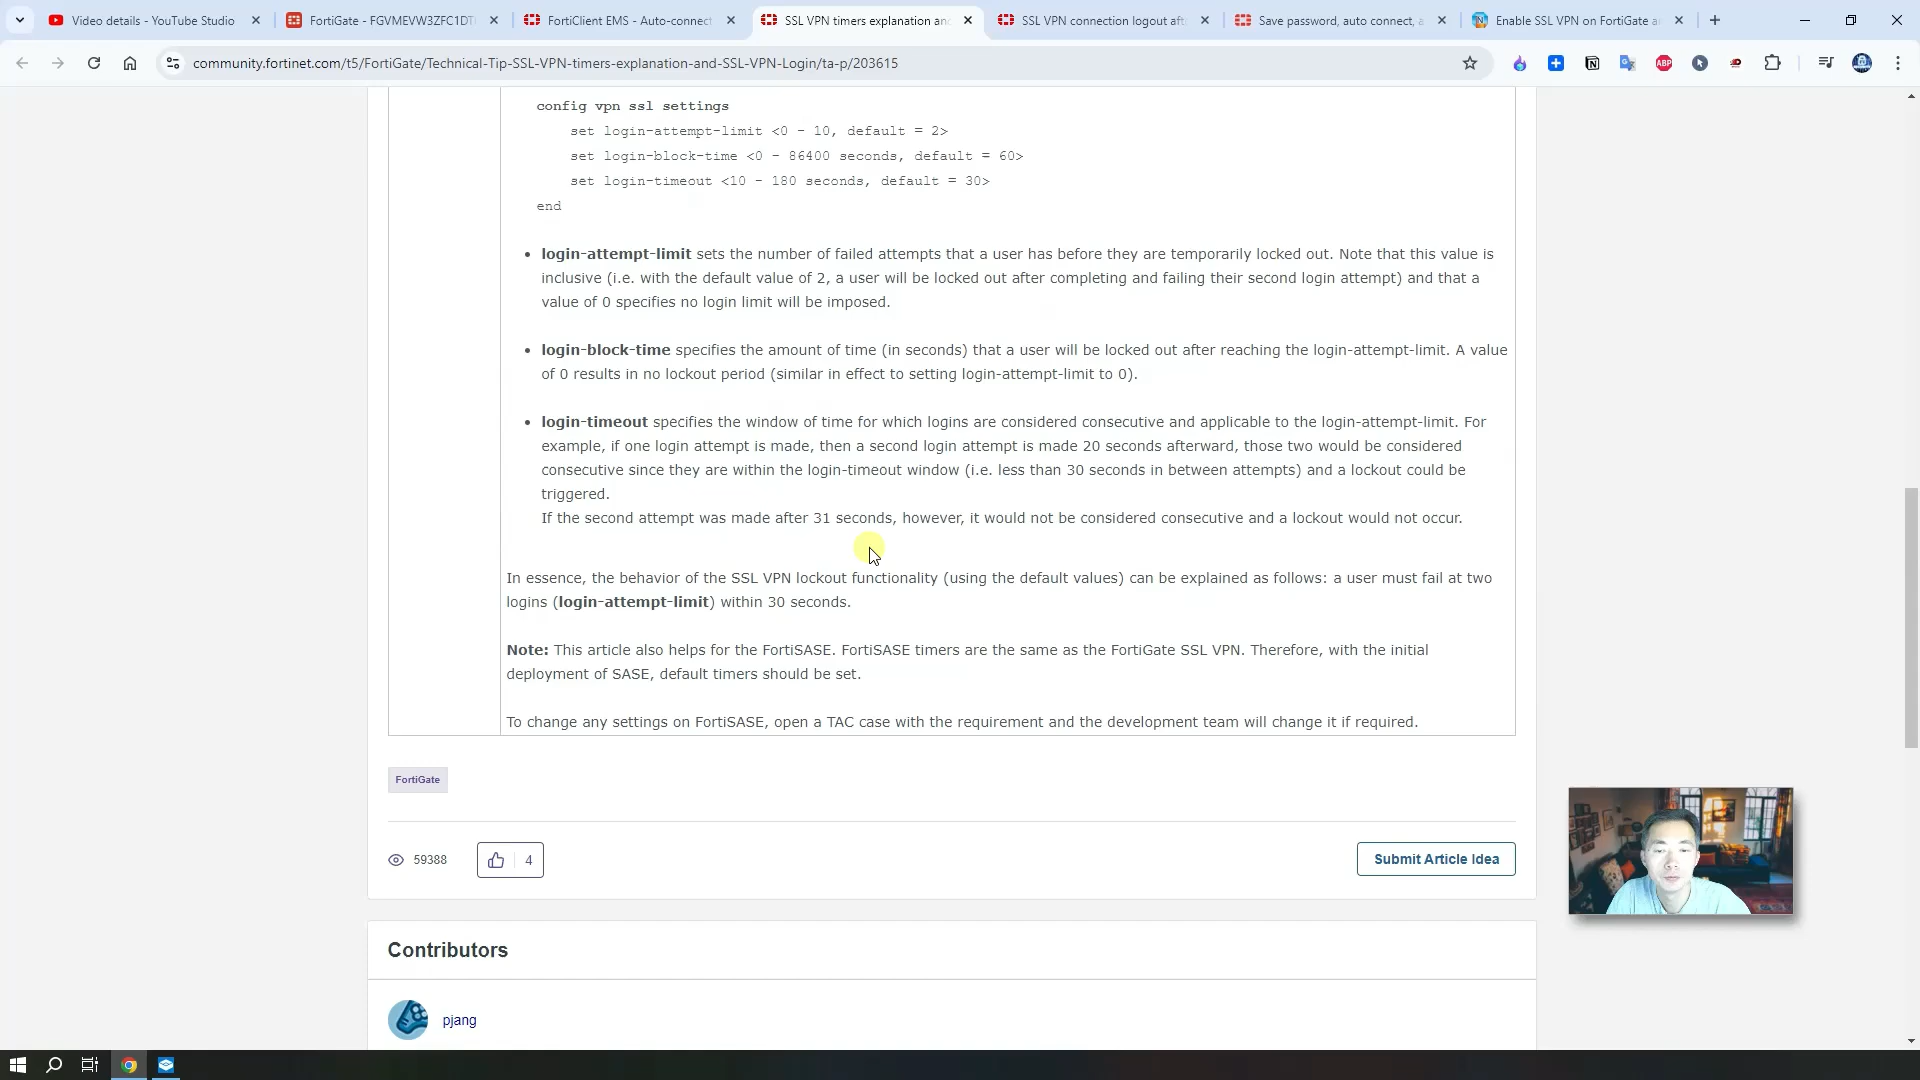 Video details - YouTube Studio
FortiGate - FGVMEVW3ZFC1DT
FortiClient EMS - Auto-connect
SSL VPN timers explanation and
SSL VPN connection logout aft
Save password, auto connect, a
Enable SSL VPN on FortiGate a
community.fortinet.com/t5/FortiGate/Technical-Tip-SSL-VPN-timers-explanation-and-SSL-VPN-Login/ta-p/203615
ABP
config vpn ssl settings
set login-attempt-limit <0 - 10, default = 2>
set login-block-time <0 - 86400 seconds, default = 60>
set login-timeout <10 - 180 seconds, default = 30>
end
• login-attempt-limit sets the number of failed attempts that a user has before they are temporarily locked out. Note that this value is
inclusive (i.e. with the default value of 2, a user will be locked out after completing and failing their second login attempt) and that a
value of 0 specifies no login limit will be imposed.
• login-block-time specifies the amount of time (in seconds) that a user will be locked out after reaching the login-attempt-limit. A value
of 0 results in no lockout period (similar in effect to setting login-attempt-limit to 0).
• login-timeout specifies the window of time for which logins are considered consecutive and applicable to the login-attempt-limit. For
example, if one login attempt is made, then a second login attempt is made 20 seconds afterward, those two would be considered
consecutive since they are within the login-timeout window (i.e. less than 30 seconds in between attempts) and a lockout could be
triggered.
If the second attempt was made after 31 seconds, however, it would not be considered consecutive and a lockout would not occur.
In essence, the behavior of the SSL VPN lockout functionality (using the default values) can be explained as follows: a user must fail at two
logins (login-attempt-limit) within 30 seconds.
Note: This article also helps for the FortiSASE. FortiSASE timers are the same as the FortiGate SSL VPN. Therefore, with the initial
deployment of SASE, default timers should be set.
To change any settings on FortiSASE, open a TAC case with the requirement and the development team will change it if required.
FortiGate
59388
4
Submit Article Idea
Contributors
pjang